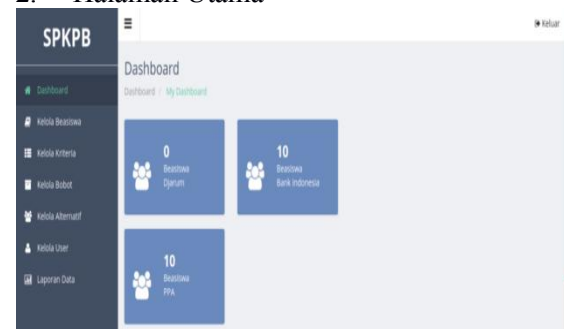 2. Halaman Utama
SPKPB
Keluar
Dashboard
Dashboard / My Dashboard
Dashboard
Kelola Beasiswa
Kelola Kriteria
Kelola Bobot
Kelola Alternatif
Kelola User
Laporan Data
0
Beasiswa
Djarum
10
Beasiswa
Bank Indonesia
10
Beasiswa
PPA